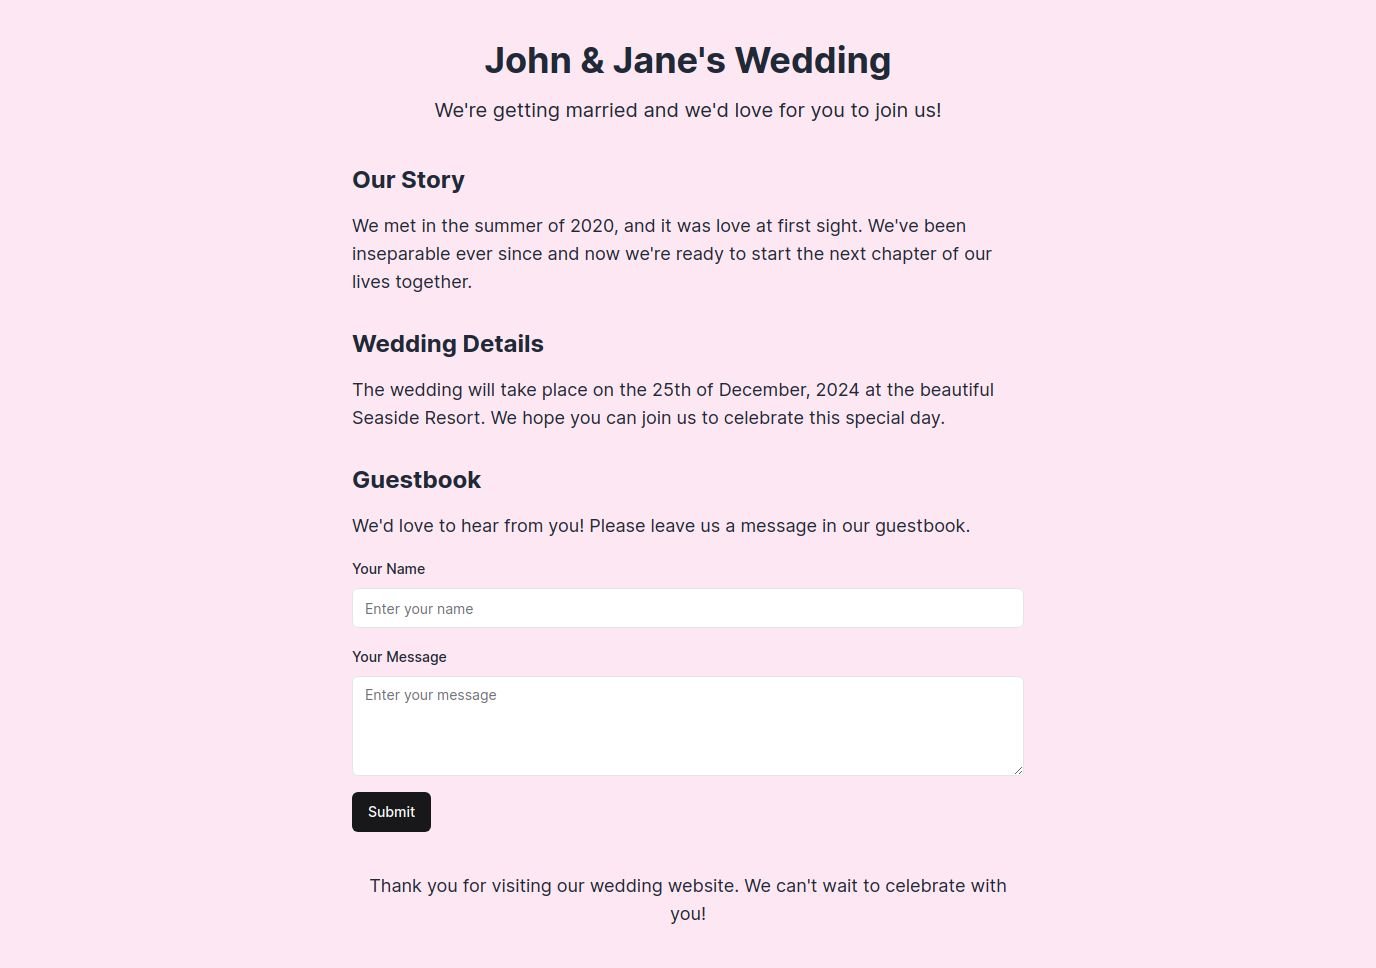 John & Jane's Wedding
We're getting married and we'd love for you to join us!
Our Story
We met in the summer of 2020, and it was love at first sight. We've been
inseparable ever since and now we're ready to start the next chapter of our
lives together.
Wedding Details
The wedding will take place on the 25th of December, 2024 at the beautiful
Seaside Resort. We hope you can join us to celebrate this special day.
Guestbook
We'd love to hear from you! Please leave us a message in our guestbook.
Your Name
Enter your name
Your Message
Enter your message
Submit
Thank you for visiting our wedding website. We can't wait to celebrate with
you!